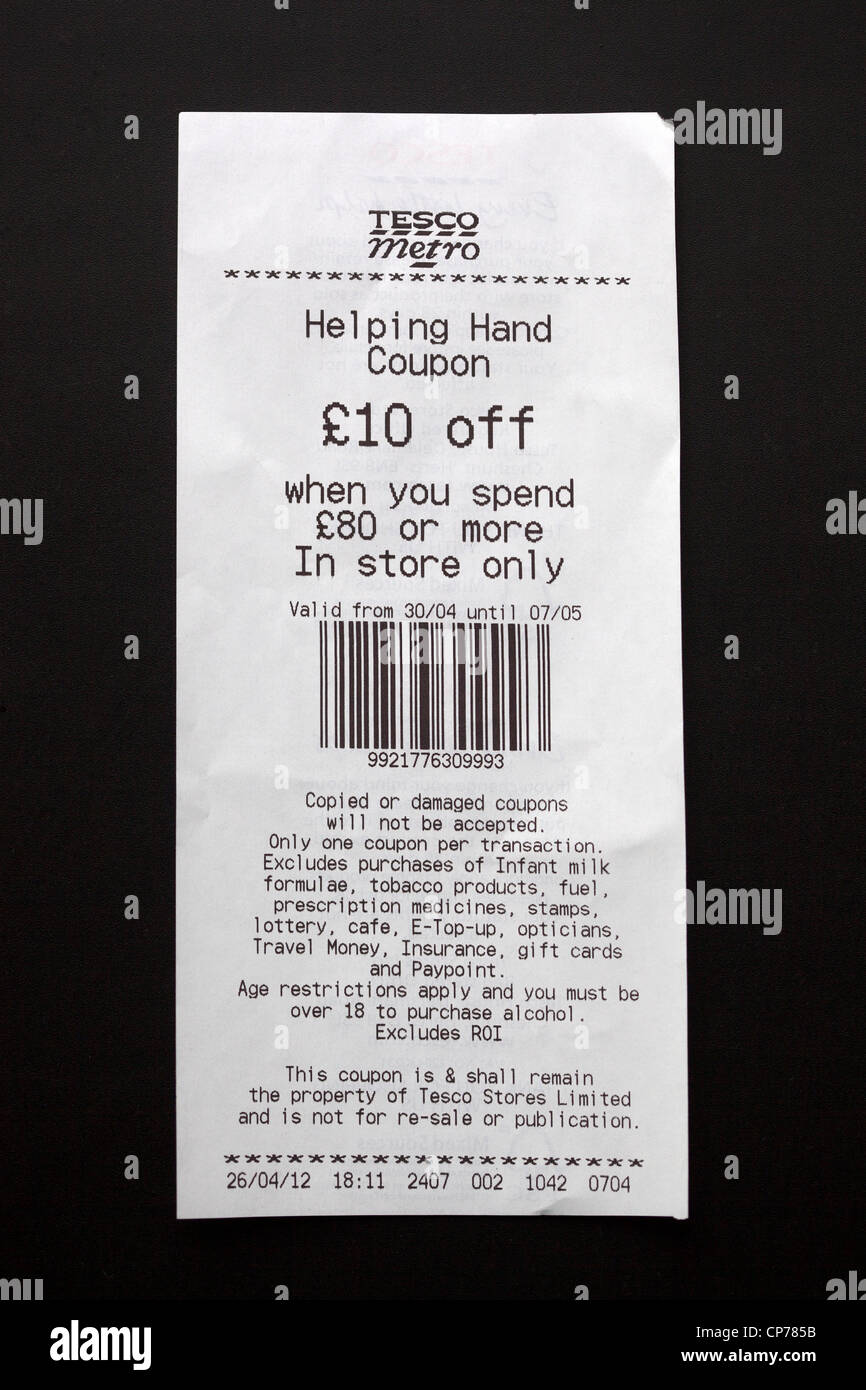 TESCO
metro
********************
Helping Hand
Coupon
£10 off
when you spend
£80 or more
In store only
Valid from 30/04 until 07/05
9921776309993
Copied or damaged coupons
will not be accepted.
Only one coupon per transaction.
Excludes purchases of Infant milk
formulae, tobacco products, fuel,
prescription medicines, stamps,
lottery, cafe, E-Top-up, opticians,
Travel Money, Insurance, gift cards
and Paypoint.
Age restrictions apply and you must be
over 18 to purchase alcohol.
Excludes ROI
This coupon is & shall remain
the property of Tesco Stores Limited
and is not for re-sale or publication.
********************
26/04/12 18:11 2407 002 1042 0704
alamy
alamy
a
a
a
a
a
a
a
a
a
a
a
a
alamy
Image ID: CP785B
www.alamy.com